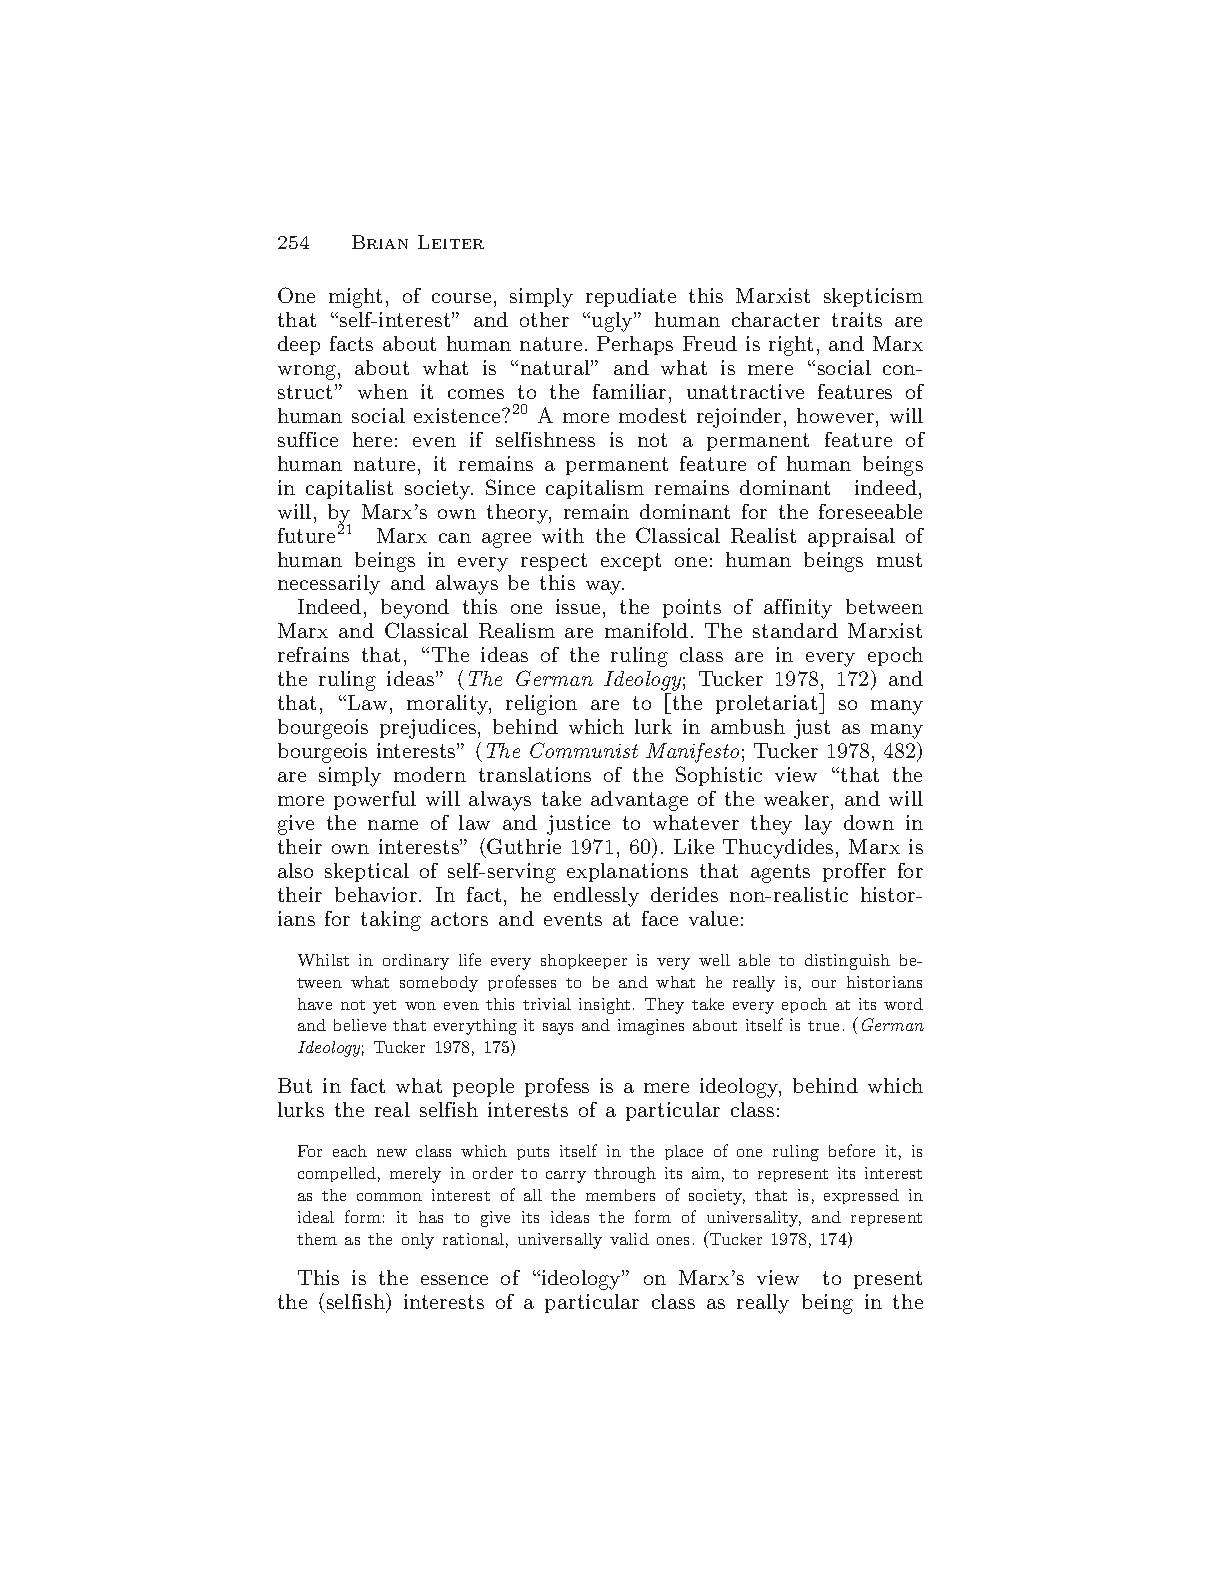 254 Brian Leiter
One might, of course, simply repudiate this Marxist skepticism
that “self-interest” and other “ugly” human character traits are
deep facts about human nature. Perhaps Freud is right, and Marx
wrong, about what is “natural” and what is mere “social con-
struct” when it comes to the familiar, unattractive features of
human social existence?20 A more modest rejoinder, however, will
suffice here: even if selfishness is not a permanent feature of
human nature, it remains a permanent feature of human beings
in capitalist society. Since capitalism remains dominant indeed,
will, by Marx’s own theory, remain dominant for the foreseeable
future21 Marx can agree with the Classical Realist appraisal of
human beings in every respect except one: human beings must
necessarily and always be this way.
Indeed, beyond this one issue, the points of affinity between
Marx and Classical Realism are manifold. The standard Marxist
refrains that, “The ideas of the ruling class are in every epoch
the ruling ideas” (The German Ideology; Tucker 1978, 172) and
that, “Law, morality, religion are to [the proletariat] so many
bourgeois prejudices, behind which lurk in ambush just as many
bourgeois interests” (The Communist Manifesto; Tucker 1978, 482)
are simply modern translations of the Sophistic view “that the
more powerful will always take advantage of the weaker, and will
give the name of law and justice to whatever they lay down in
their own interests” (Guthrie 1971, 60). Like Thucydides, Marx is
also skeptical of self-serving explanations that agents proffer for
their behavior. In fact, he endlessly derides non-realistic histor-
ians for taking actors and events at face value:
Whilst in ordinary life every shopkeeper is very well able to distinguish be-
tween what somebody professes to be and what he really is, our historians
have not yet won even this trivial insight. They take every epoch at its word
and believe that everything it says and imagines about itself is true. (German
Ideology; Tucker 1978, 175)
But in fact what people profess is a mere ideology, behind which
lurks the real selfish interests of a particular class:
For each new class which puts itself in the place of one ruling before it, is
compelled, merely in order to carry through its aim, to represent its interest
as the common interest of all the members of society, that is, expressed in
ideal form: it has to give its ideas the form of universality, and represent
them as the only rational, universally valid ones. (Tucker 1978, 174)
This is the essence of “ideology” on Marx’s view to present
the (selfish) interests of a particular class as really being in the